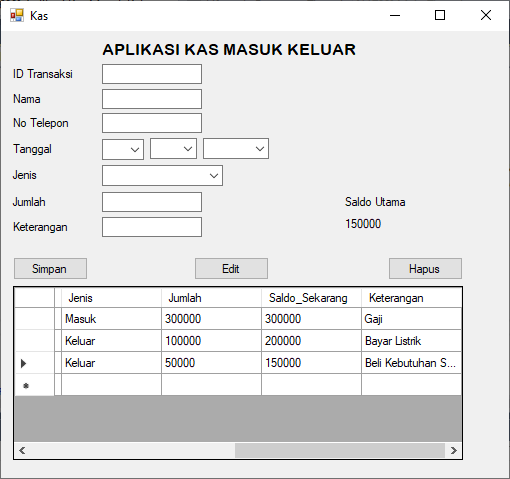 Kas
APLIKASI KAS MASUK KELUAR
ID Transaksi
Nama
No Telepon
Tanggal
Jenis
Jumlah
Saldo Utama
Keterangan
150000
Simpan Edit Hapus
Jenis Jumlah Saldo_Sekarang Keterangan
Masuk 300000 300000 Gaji
Keluar 100000 200000 Bayar Listrik
Keluar 50000 150000 Beli Kebutuhan S...